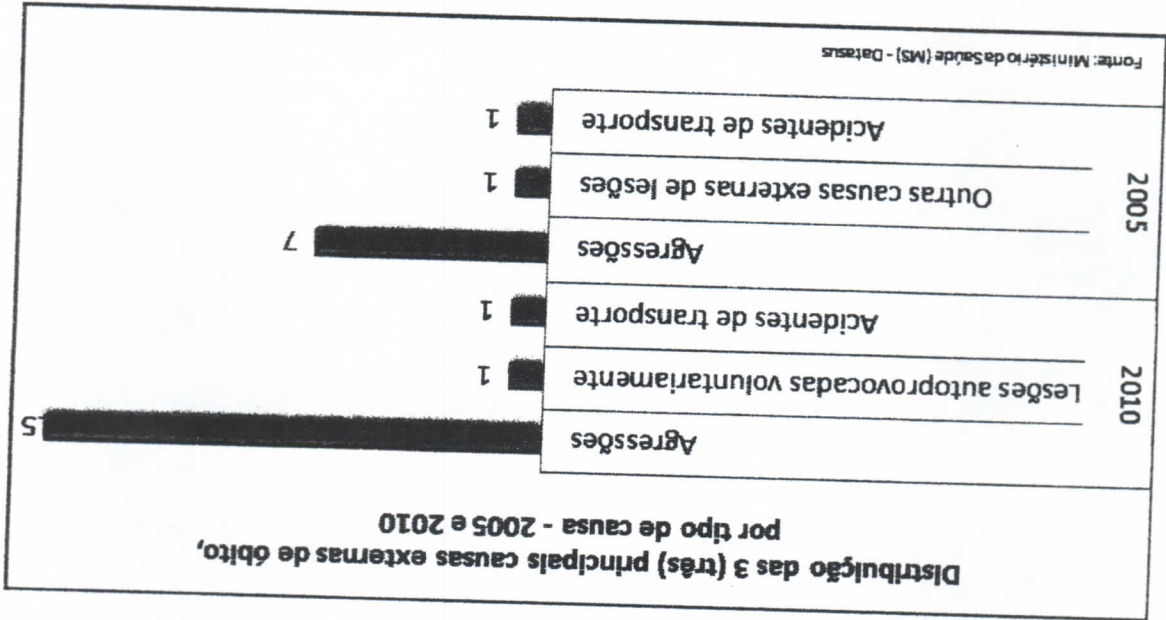 Distribuição das 3 (três) principais causas externas de óbito,
por tipo de causa - 2005 e 2010
2010
Agressões 15
Lesões autoprovocadas voluntariamente 1
Acidentes de transporte 1
2005
Agressões 7
Outras causas externas de lesões 1
Acidentes de transporte 1
Fonte: Ministério da Saúde (MS) - Datasus